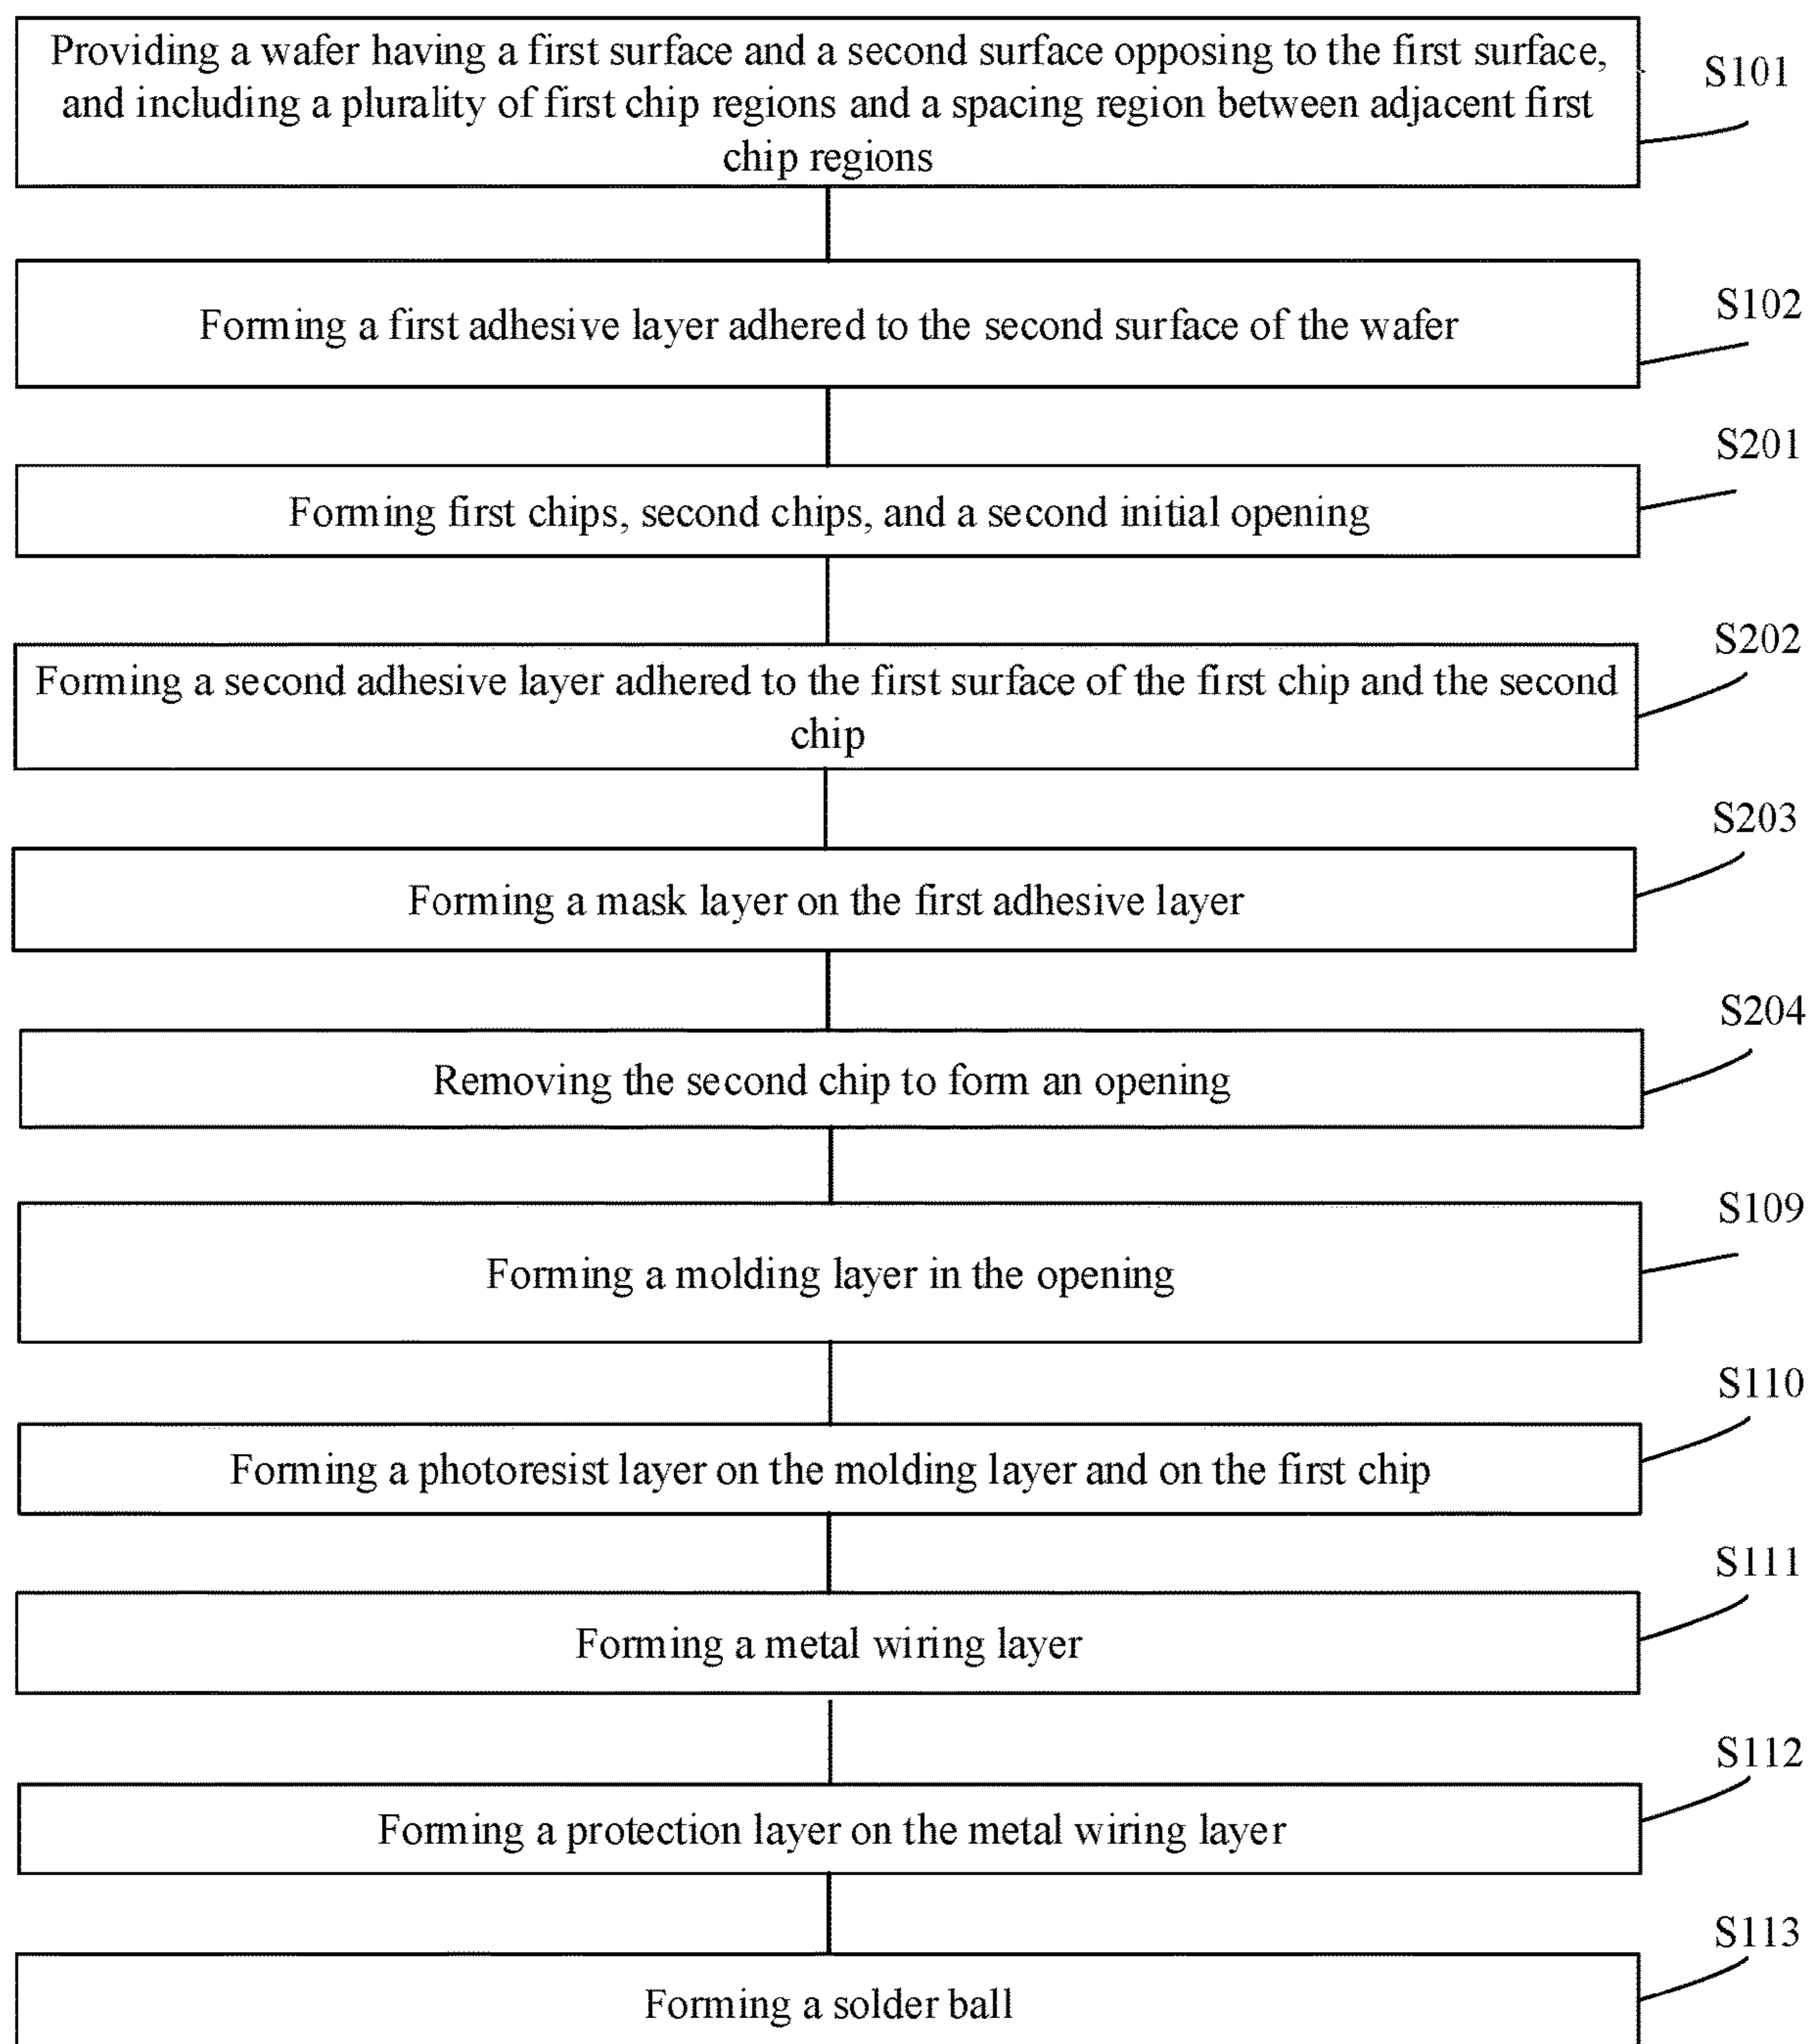 Providing a wafer having a first surface and a second surface opposing to the first surface,
and including a plurality of first chip regions and a spacing region between adjacent first
chip regions
S101
Forming a first adhesive layer adhered to the second surface of the wafer
S102
Forming first chips, second chips, and a second initial opening
S201
Forming a second adhesive layer adhered to the first surface of the first chip and the second
chip
S202
Forming a mask layer on the first adhesive layer
S203
Removing the second chip to form an opening
S204
Forming a molding layer in the opening
S109
Forming a photoresist layer on the molding layer and on the first chip
S110
Forming a metal wiring layer
S111
Forming a protection layer on the metal wiring layer
S112
Forming a solder ball
S113